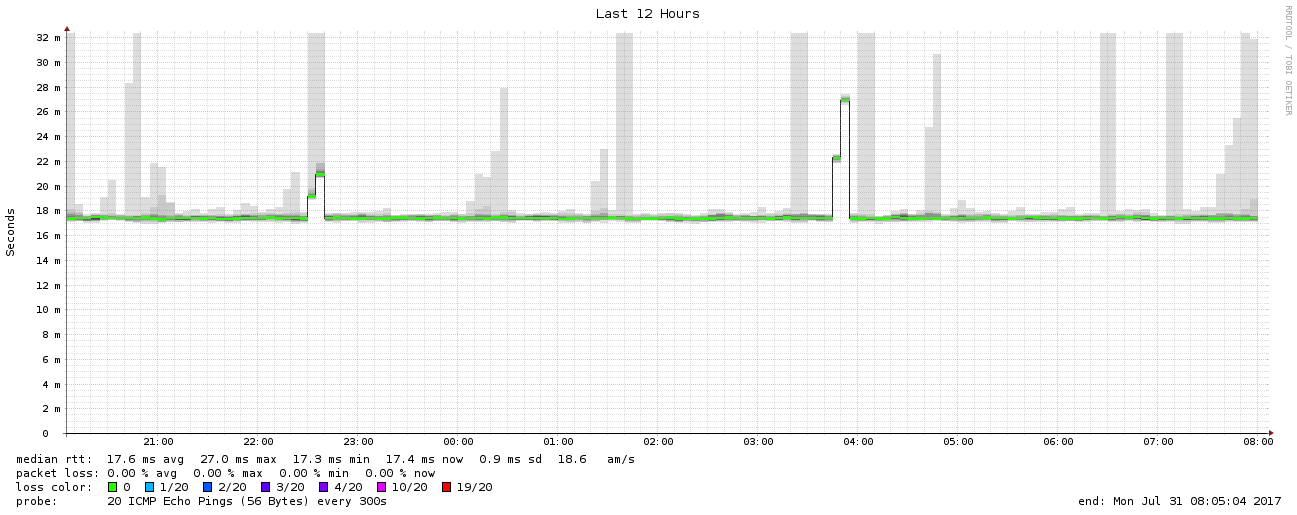 Last 12 Hours
RRDTOOL / TOBI OETIKER
Seconds
32 m
30 m
28 m
26 m
24 m
22 m
20 m
18 m
16 m
14 m
12 m
10 m
8 m
6 m
4 m
2 m
0
21:00 22:00 23:00 00:00 01:00 02:00 03:00 04:00 05:00 06:00 07:00 08:00
median rtt: 17.6 ms avg 27.0 ms max 17.3 ms min 17.4 ms now 0.9 ms sd 18.6 am/s
packet loss: 0.00 % avg 0.00 % max 0.00 % min 0.00 % now
loss color: 0 1/20 2/20 3/20 4/20 10/20 19/20
probe: 20 ICMP Echo Pings (56 Bytes) every 300s end: Mon Jul 31 08:05:04 2017